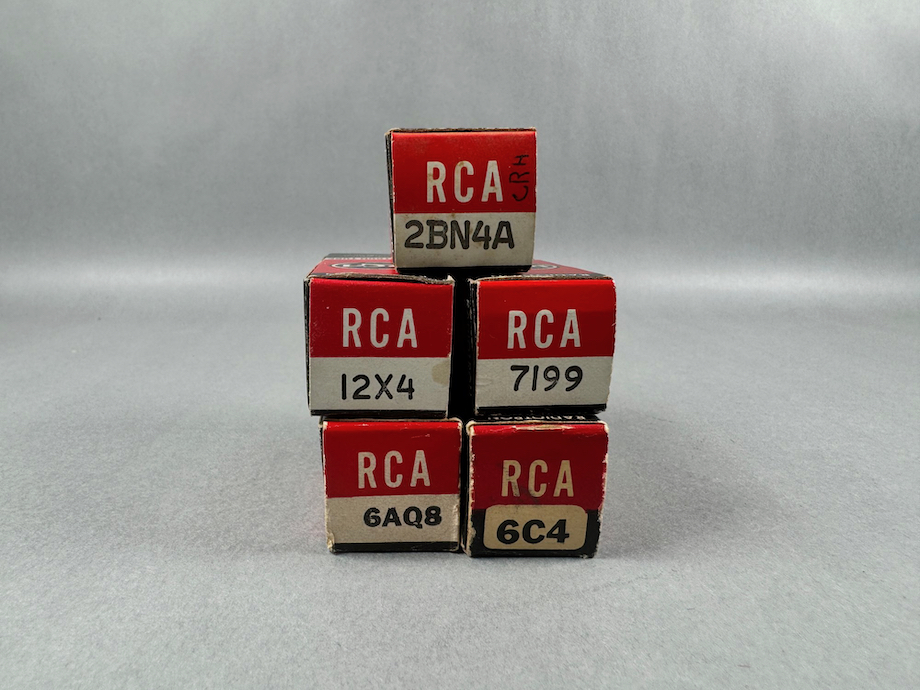 RCA
CRH
2BN4A
RCA
12X4
RCA
7199
RCA
6AQ8
RCA
6C4